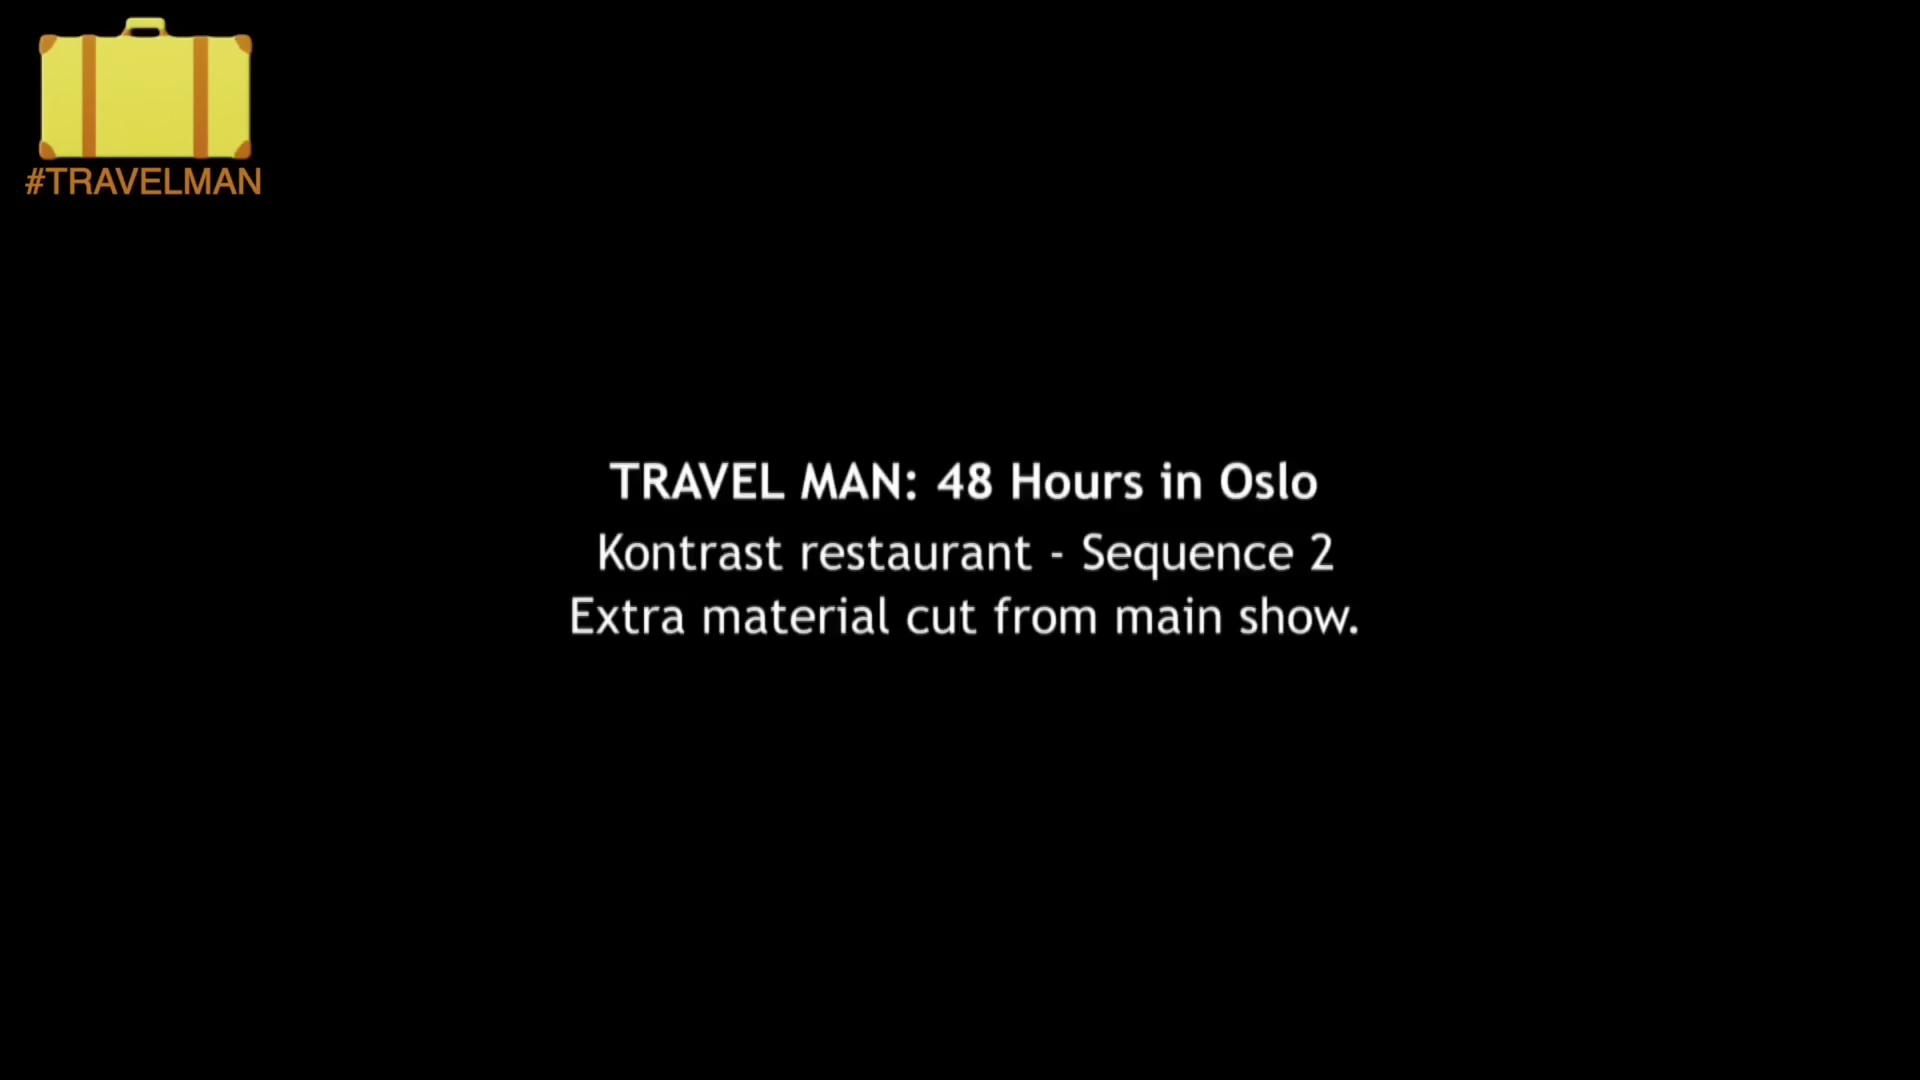 #TRAVELMAN
TRAVEL MAN: 48 Hours in Oslo
Kontrast restaurant - Sequence 2
Extra material cut from main show.